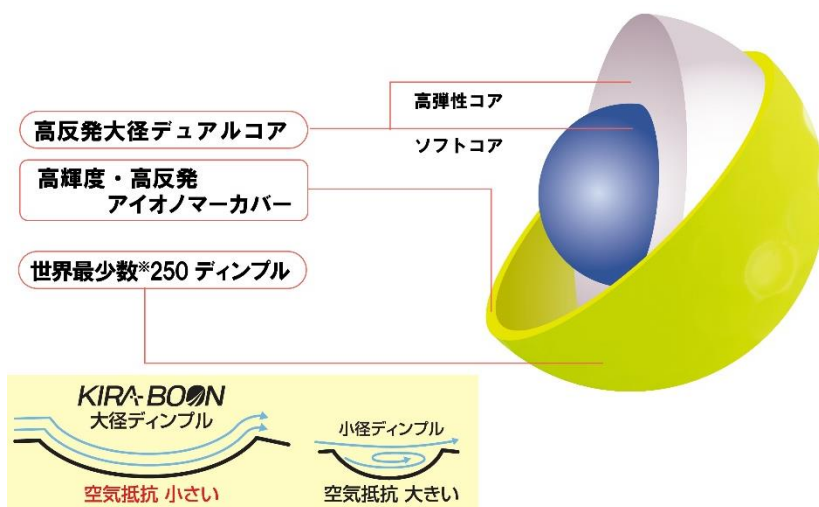 高弾性コア
高反発大径デュアルコア
ソフトコア
高輝度・高反発
アイオノマーカバー
世界最少数※250 ディンプル
KIRA-BOON
大径ディンプル
小径ディンプル
空気抵抗 小さい
空気抵抗 大きい